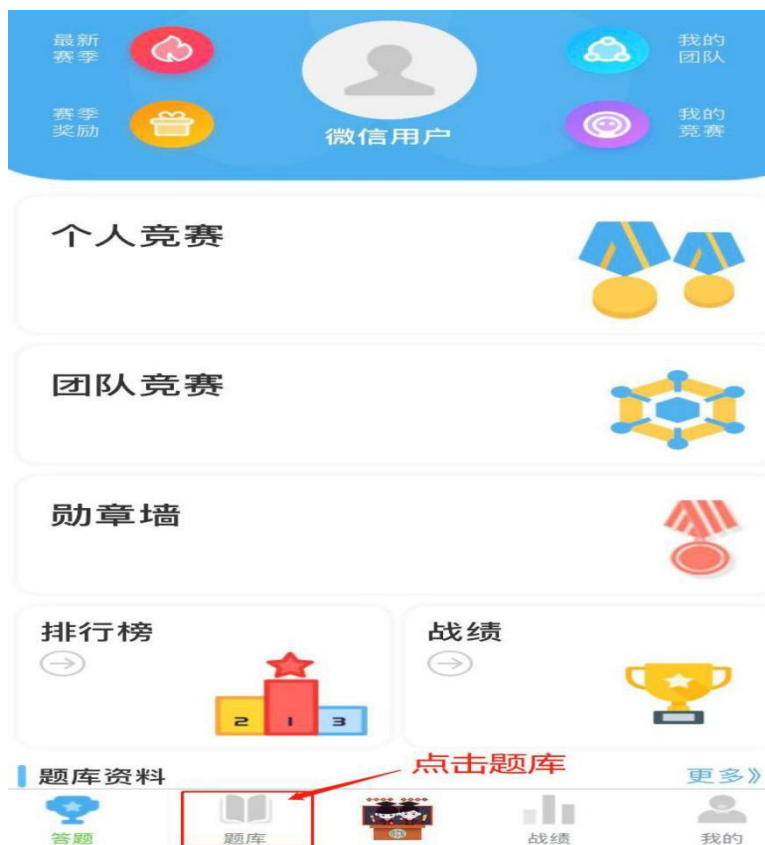 最新
赛季
我的
团队
赛季
奖励
我的
竞赛
微信用户
个人竞赛
团队竞赛
勋章墙
排行榜
战绩
2 1 3
点击题库
题库资料
更多》
答题
题库
战绩
我的